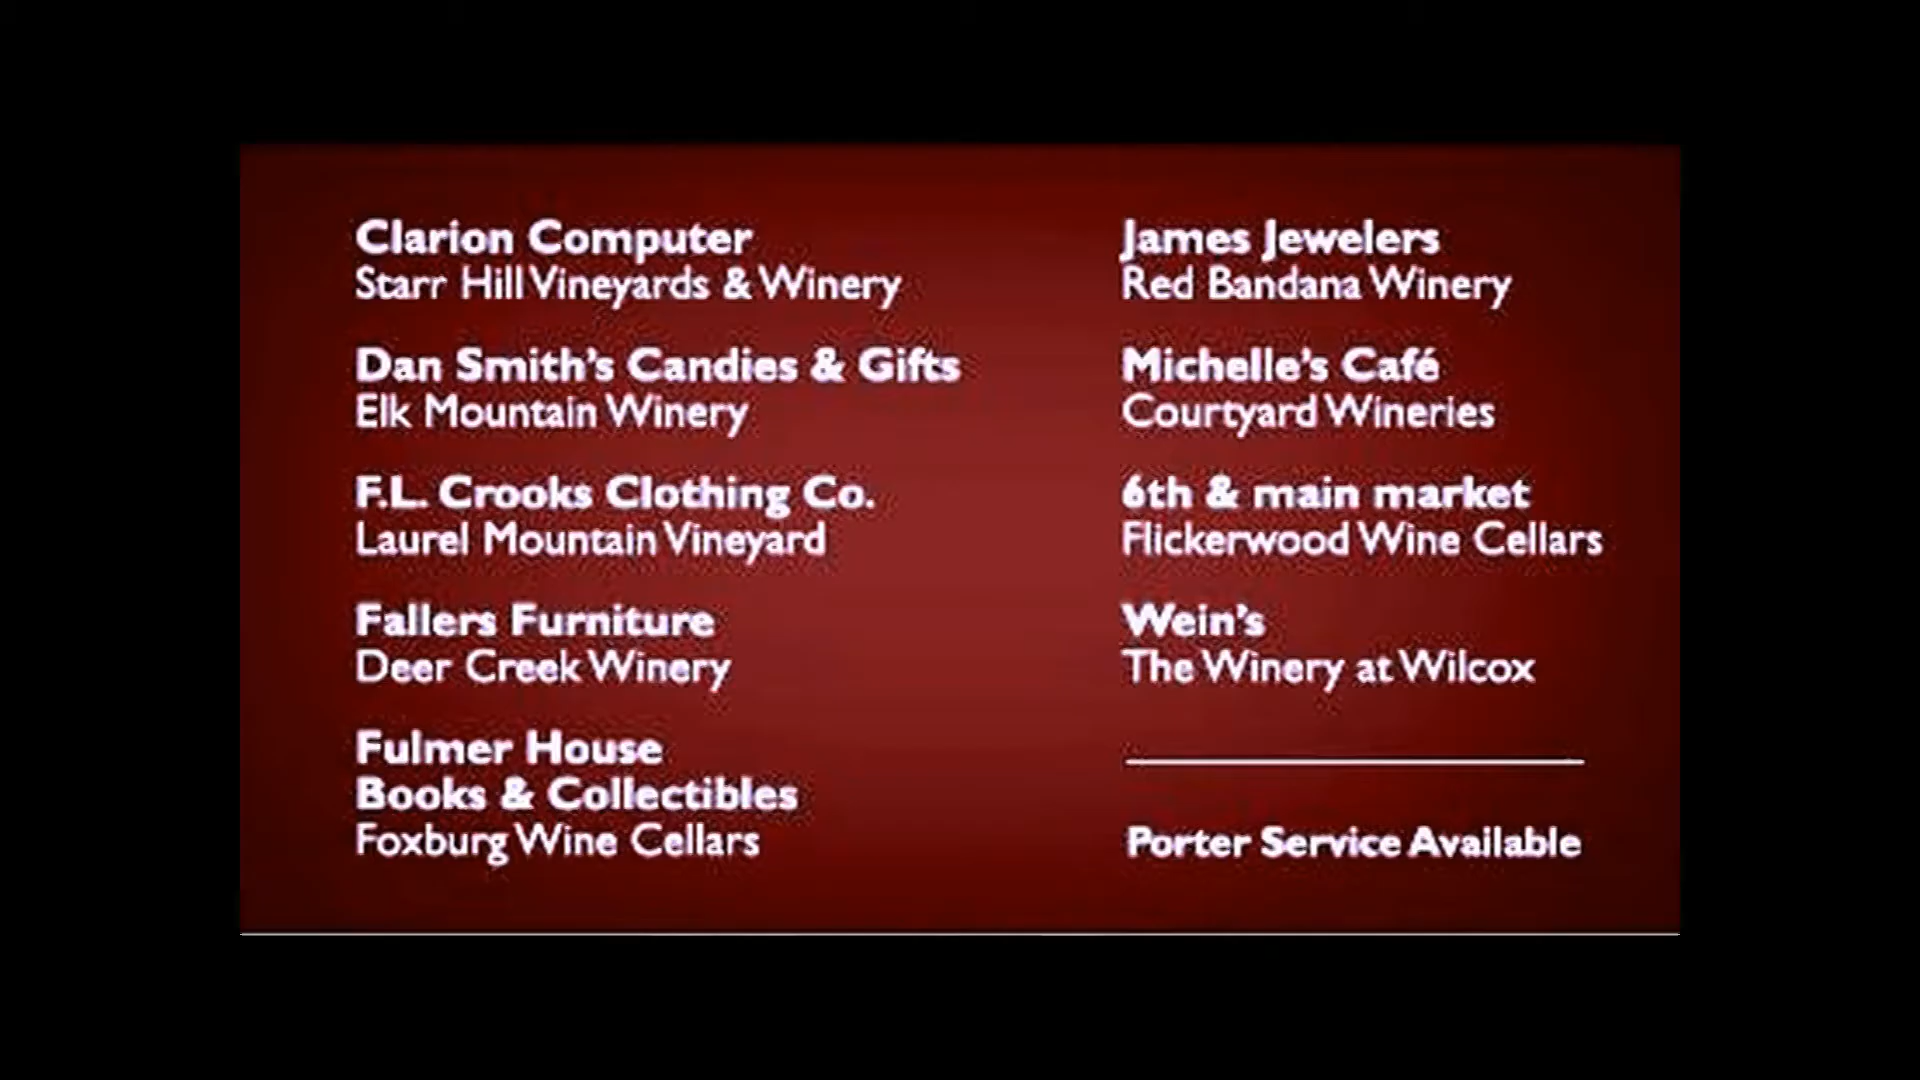 Clarion Computer
Starr Hill Vineyards & Winery
Dan Smith's Candies & Gifts
Elk Mountain Winery
F.L. Crooks Clothing Co.
Laurel Mountain Vineyard
Fallers Furniture
Deer Creek Winery
Fulmer House
Books & Collectibles
Foxburg Wine Cellars
James Jewelers
Red Bandana Winery
Michelle's Café
Courtyard Wineries
6th & main market
Flickerwood Wine Cellars
Wein's
The Winery at Wilcox
Porter Service Available